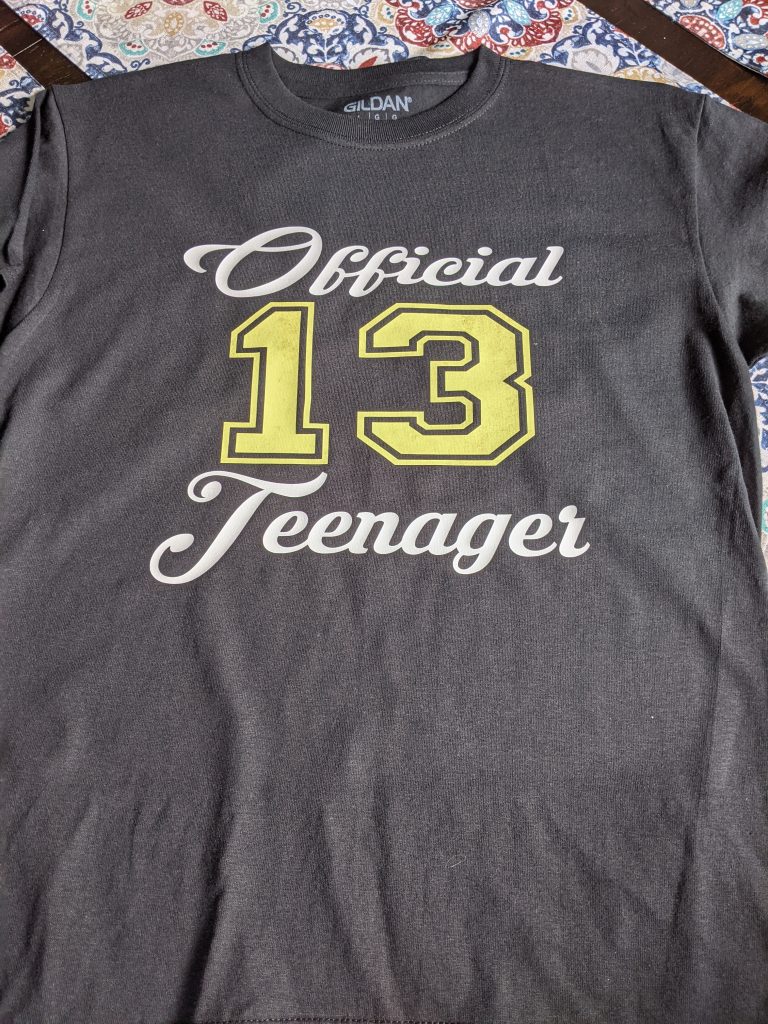 GILDAN®
G | G
Official
13
Teenager